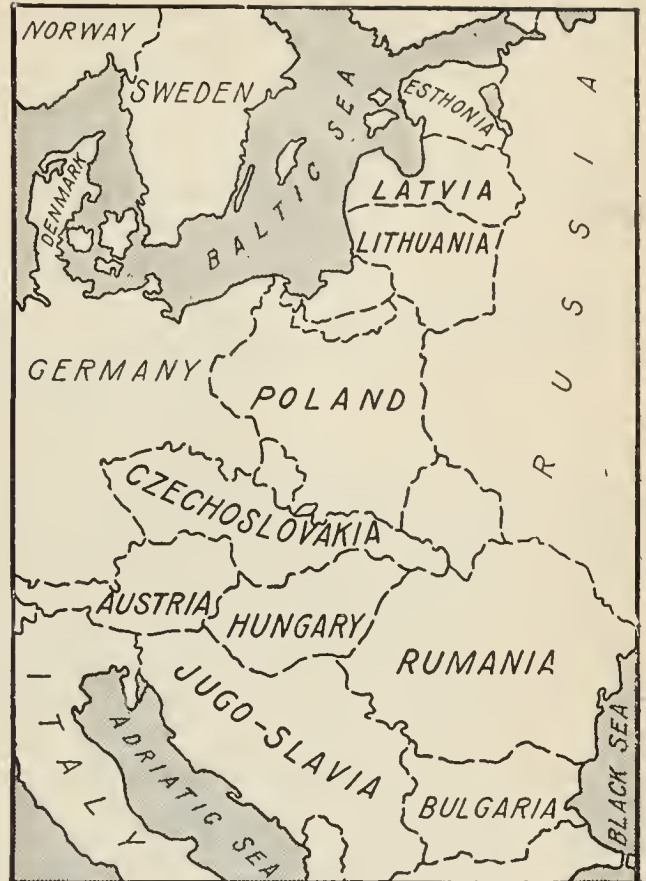 NORWAY
SWEDEN
BALTIC SEA
ESTHONIA
RUSSIA
DENMARK
LATVIA
LITHUANIA
GERMANY
POLAND
CZECHOSLOVAKIA
AUSTRIA
HUNGARY
RUMANIA
ITALY
JUGO-SLAVIA
ADRIATIC SEA
BULGARIA
BLACK SEA